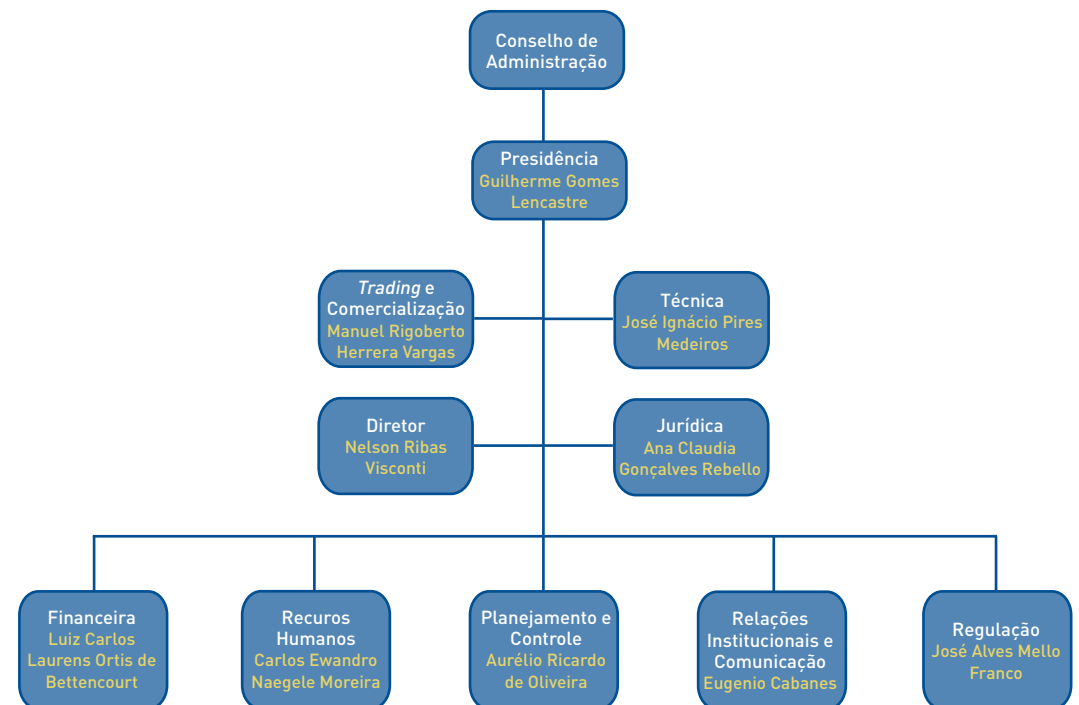 Conselho de
Administração
Presidência
Guilherme Gomes
Lencastre
Trading e
Comercialização
Manuel Rigoberto
Herrera Vargas
Técnica
José Ignácio Pires
Medeiros
Diretor
Nelson Ribas
Visconti
Jurídica
Ana Claudia
Gonçalves Rebello
Financeira
Luiz Carlos
Laurens Ortis de
Bettencourt
Recuros
Humanos
Carlos Ewandro
Naegele Moreira
Planejamento e
Controle
Aurélio Ricardo
de Oliveira
Relações
Institucionais e
Comunicação
Eugenio Cabanes
Regulação
José Alves Mello
Franco